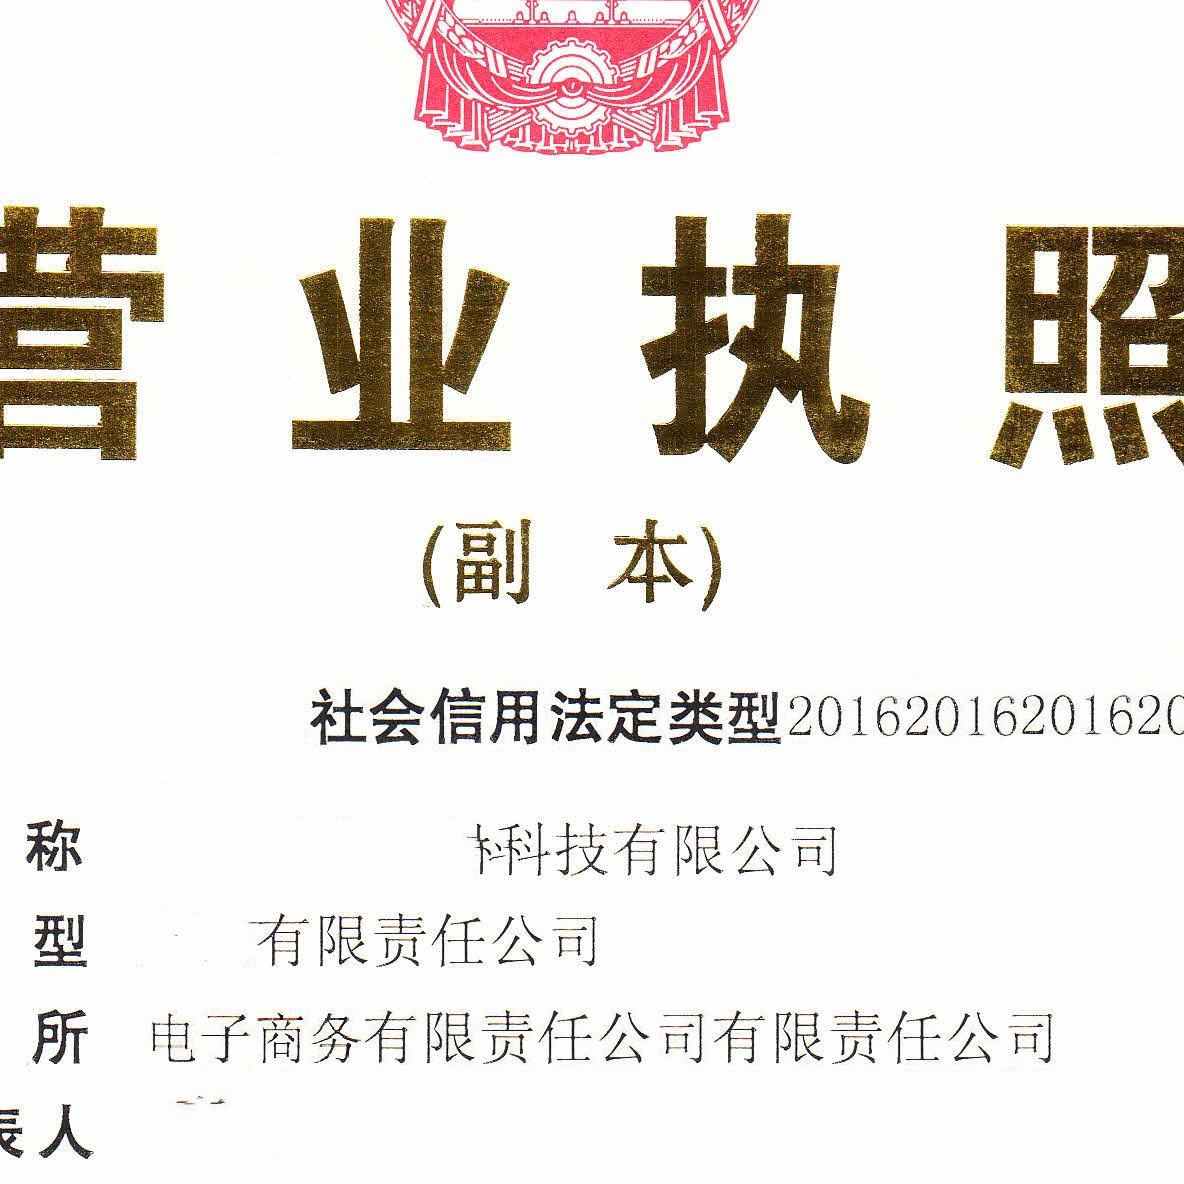 营业执照
(副 本)
社会信用法定类型20162016201620
称 科技有限公司
型 有限责任公司
所 电子商务有限责任公司有限责任公司
表人